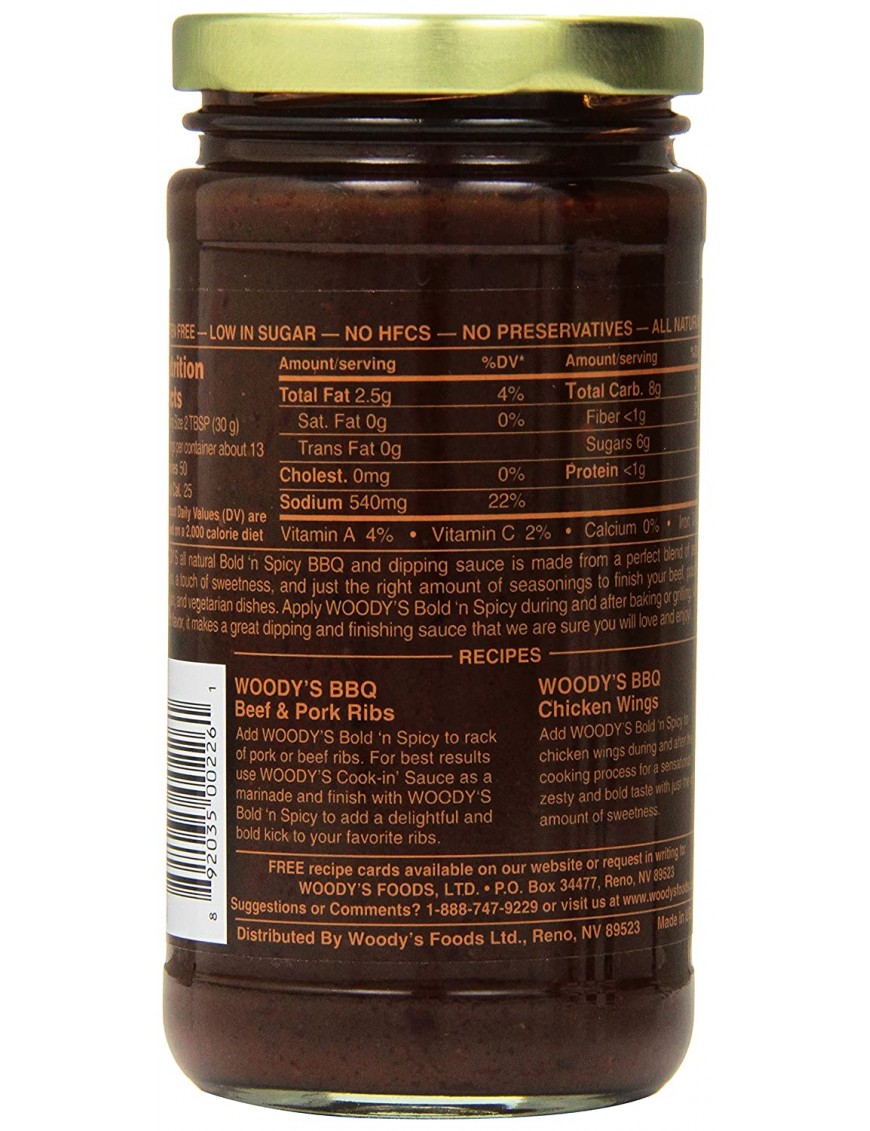 FREE — LOW IN SUGAR — NO HFCS — NO PRESERVATIVES — ALL
Amount/serving %DV* Amount/serving
Total Fat 2.5g 4% Total Carb. 8g
Sat. Fat 0g 0% Fiber <1g
Size 2 TBSP (30 g)
Trans Fat 0g Sugars 6g
per container about 13
Cholest. 0mg 0% Protein <1g
50
Sodium 540mg 22%
Cal. 25
Daily Values (DV) are
on a 2,000 calorie diet
Vitamin A 4% • Vitamin C 2% • Calcium 0% •
all natural Bold 'n Spicy BBQ and dipping sauce is made from a perfect blend of
a touch of sweetness, and just the right amount of seasonings to finish your beef,
and vegetarian dishes. Apply WOODY'S Bold 'n Spicy during and after baking or grilling.
it makes a great dipping and finishing sauce that we are sure you will love and enjoy
RECIPES
WOODY'S BBQ
Beef & Pork Ribs
Add WOODY'S Bold 'n Spicy to rack
of pork or beef ribs. For best results
use WOODY'S Cook-in' Sauce as a
marinade and finish with WOODY'S
Bold 'n Spicy to add a delightful and
bold kick to your favorite ribs.
WOODY'S BBQ
Chicken Wings
Add WOODY'S Bold 'n Spicy to
chicken wings during and after
cooking process for a
zesty and bold taste with just
amount of sweetness.
FREE recipe cards available on our website or request in writing to:
WOODY'S FOODS, LTD. • P.O. Box 34477, Reno, NV 89523
Suggestions or Comments? 1-888-747-9229 or visit us at
Distributed By Woody's Foods Ltd., Reno, NV 89523 Made in
8 92035 00226 1